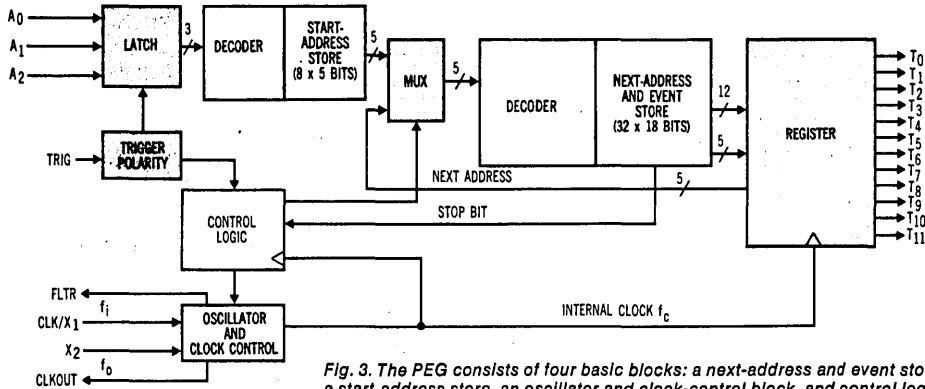 A0
A1
A2
LATCH
3
DECODER
START-
ADDRESS
STORE
(8 x 5 BITS)
5
MUX
5
DECODER
NEXT-ADDRESS
AND EVENT
STORE
(32 x 18 BITS)
12
5
REGISTER
T0
T1
T2
T3
T4
T5
T6
T7
T8
T9
T10
T11
TRIG
TRIGGER
POLARITY
NEXT ADDRESS
5
STOP BIT
CONTROL
LOGIC
FLTR
CLK/X1
fi
X2
fo
CLKOUT
OSCILLATOR
AND
CLOCK CONTROL
INTERNAL CLOCK fc
Fig. 3. The PEG consists of four basic blocks: a next-address and event sto
a start-address store, an oscillator and clock-control block, and control log